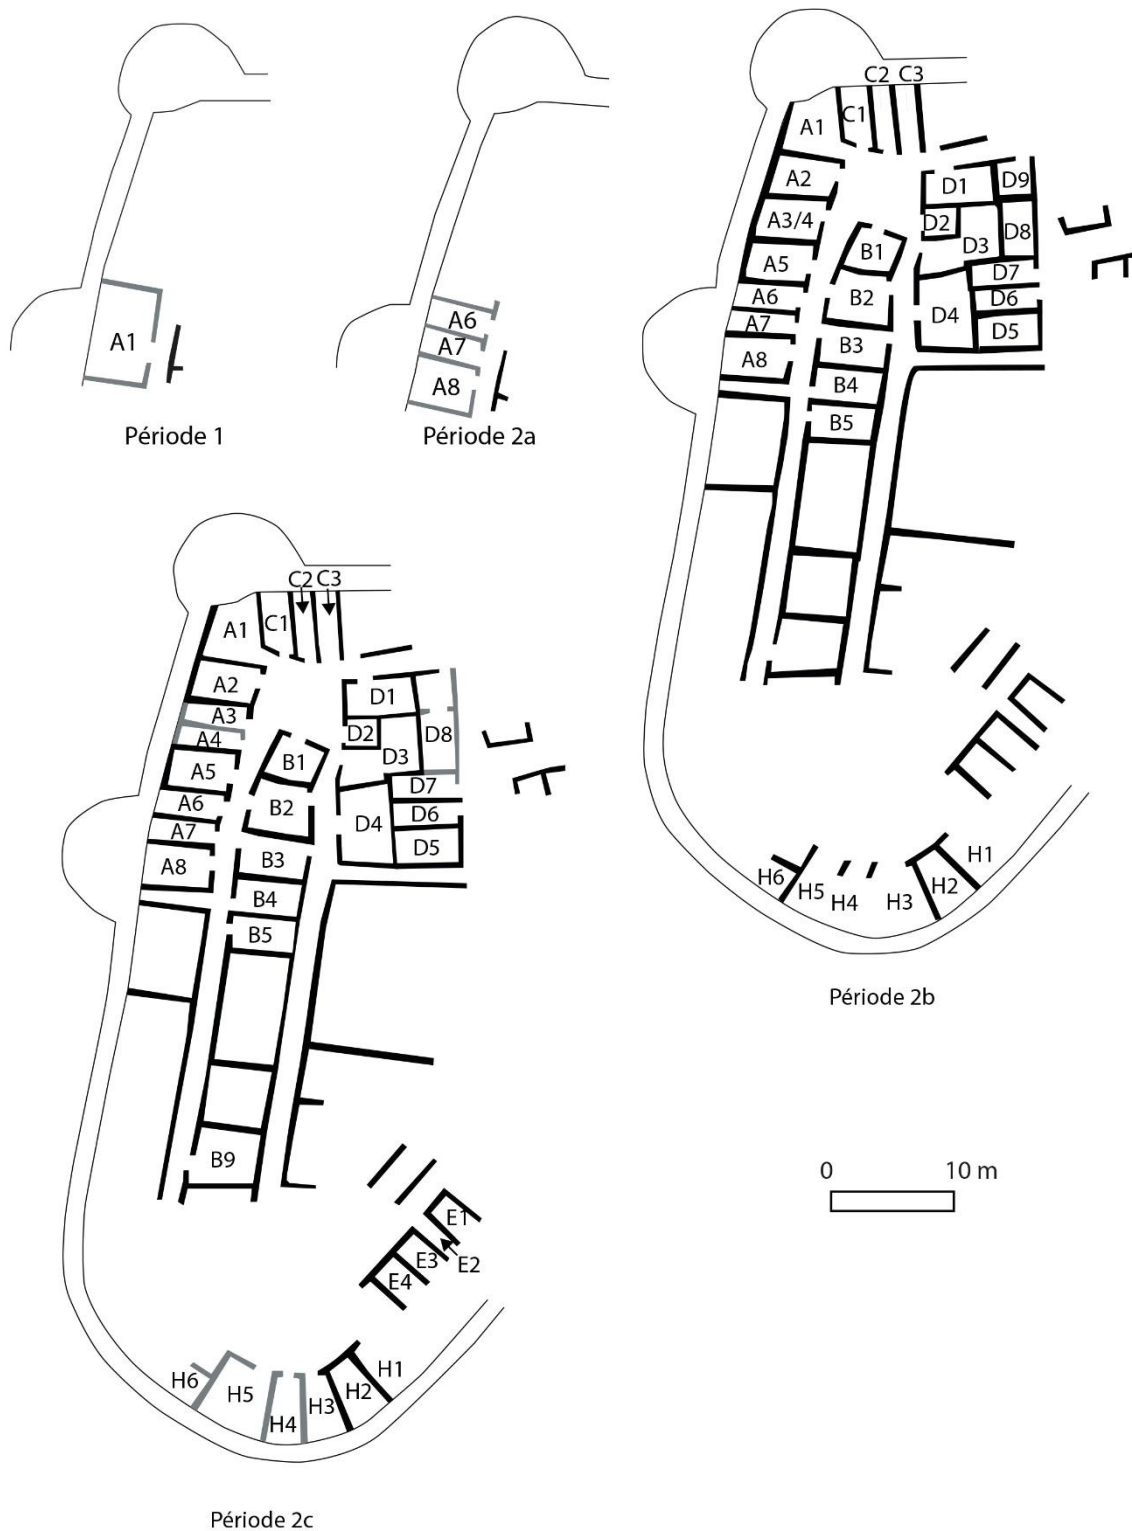 A1
Période 1
A6
A7
A8
Période 2a
C2 C3
C1
A1
A2
A3/4
A5
A6
A7
A8
B1
B2
B3
B4
B5
D1
D9
D2
D3
D8
D7
D6
D4
D5
H6
H5
H4
H3
H2
H1
Période 2b
C2 C3
C1
A1
A2
A3
A4
A5
A6
A7
A8
B1
B2
B3
B4
B5
B9
D1
D2
D3
D8
D7
D6
D4
D5
E1
E2
E3
E4
H6
H5
H4
H3
H2
H1
Période 2c
0 10 m